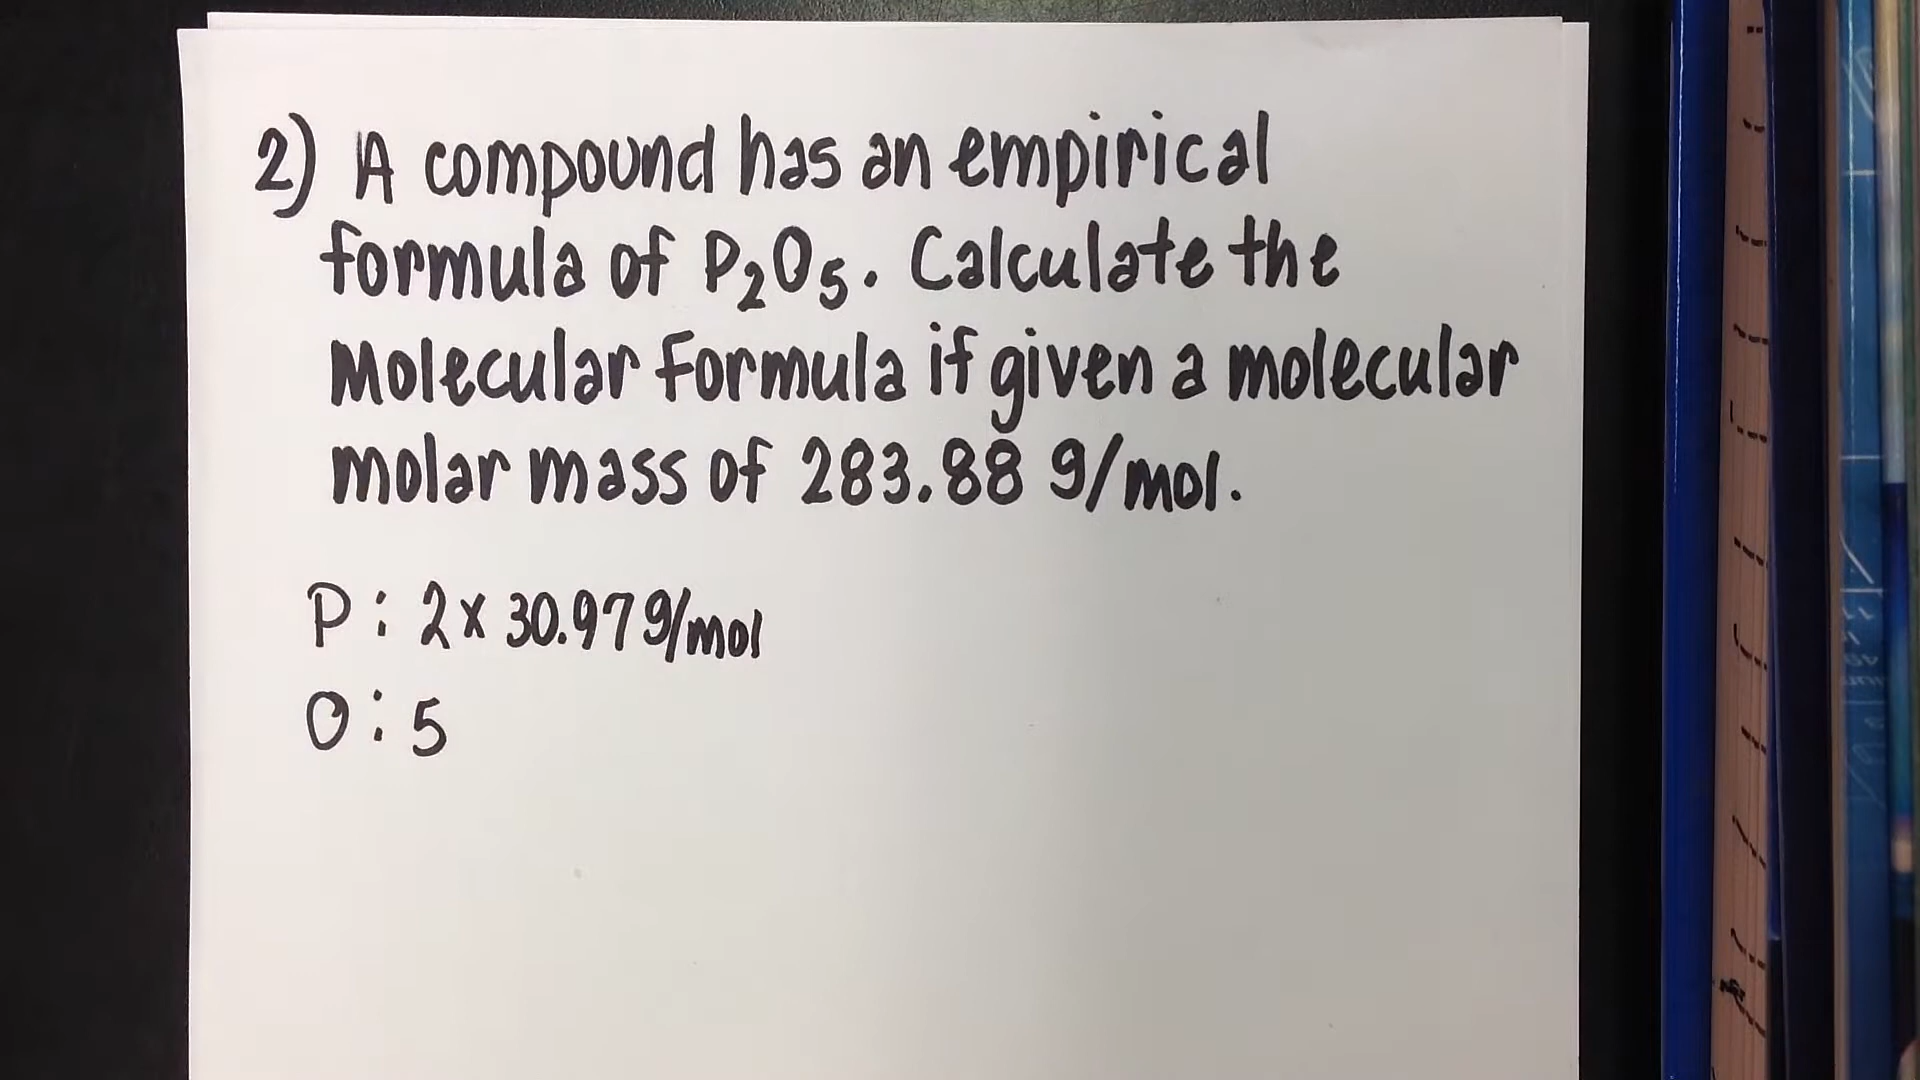 2) A compound has an empirical
formula of P₂O₅. Calculate the
Molecular Formula if given a molecular
molar mass of 283.88 g/mol.
P: 2 x 30.97 g/mol
O: 5